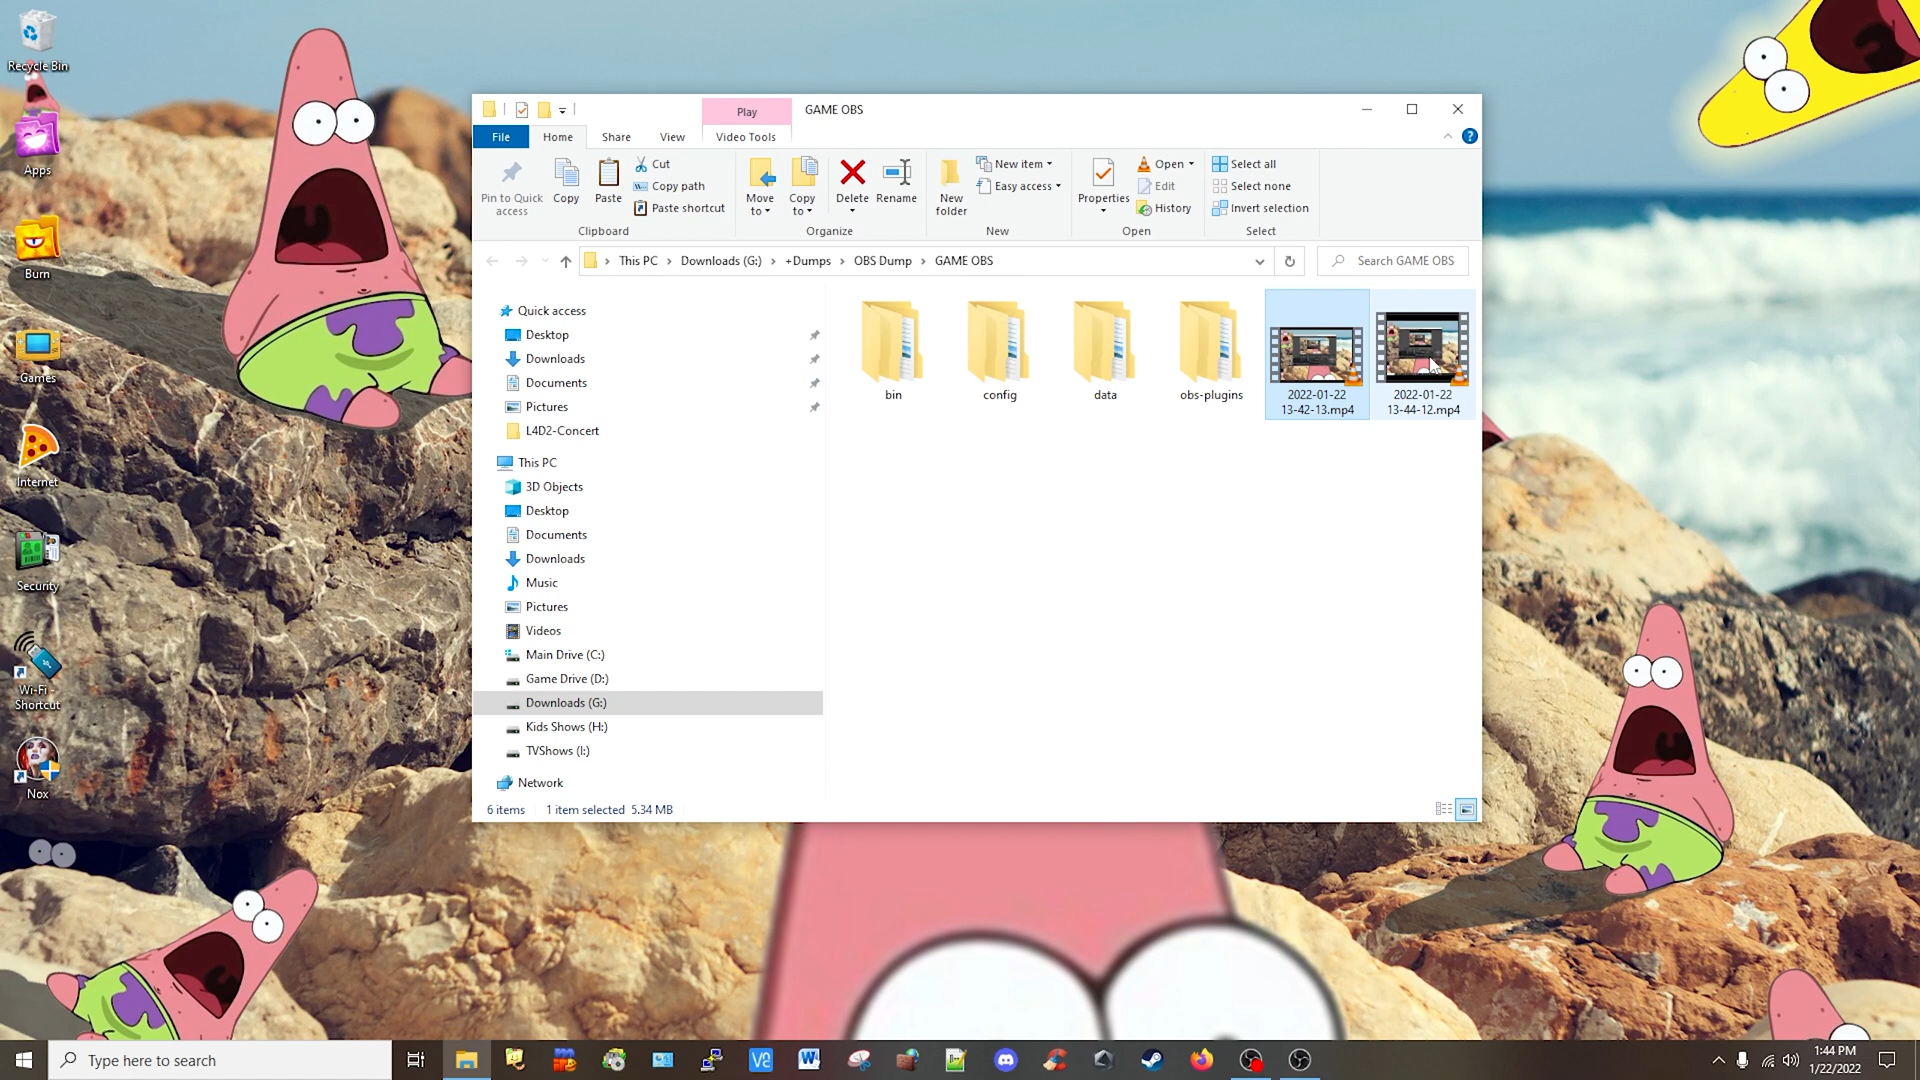 Recycle Bin
Apps
Burn
Games
Internet
Security
Wi-Fi -
Shortcut
Nox
Play
GAME OBS
File
Home
Share
View
Video Tools
Pin to Quick
access
Copy
Paste
Cut
Copy path
Paste shortcut
Clipboard
Move
to
Copy
to
Delete
Rename
Organize
New
folder
New item
Easy access
New
Properties
Open
Edit
History
Open
Select all
Select none
Invert selection
Select
This PC > Downloads (G:) > +Dumps > OBS Dump > GAME OBS
Search GAME OBS
Quick access
Desktop
Downloads
Documents
Pictures
L4D2-Concert
This PC
3D Objects
Desktop
Documents
Downloads
Music
Pictures
Videos
Main Drive (C:)
Game Drive (D:)
Downloads (G:)
Kids Shows (H:)
TVShows (I:)
Network
bin
config
data
obs-plugins
2022-01-22
13-42-13.mp4
2022-01-22
13-44-12.mp4
6 items
1 item selected 5.34 MB
Type here to search
1:44 PM
1/22/2022